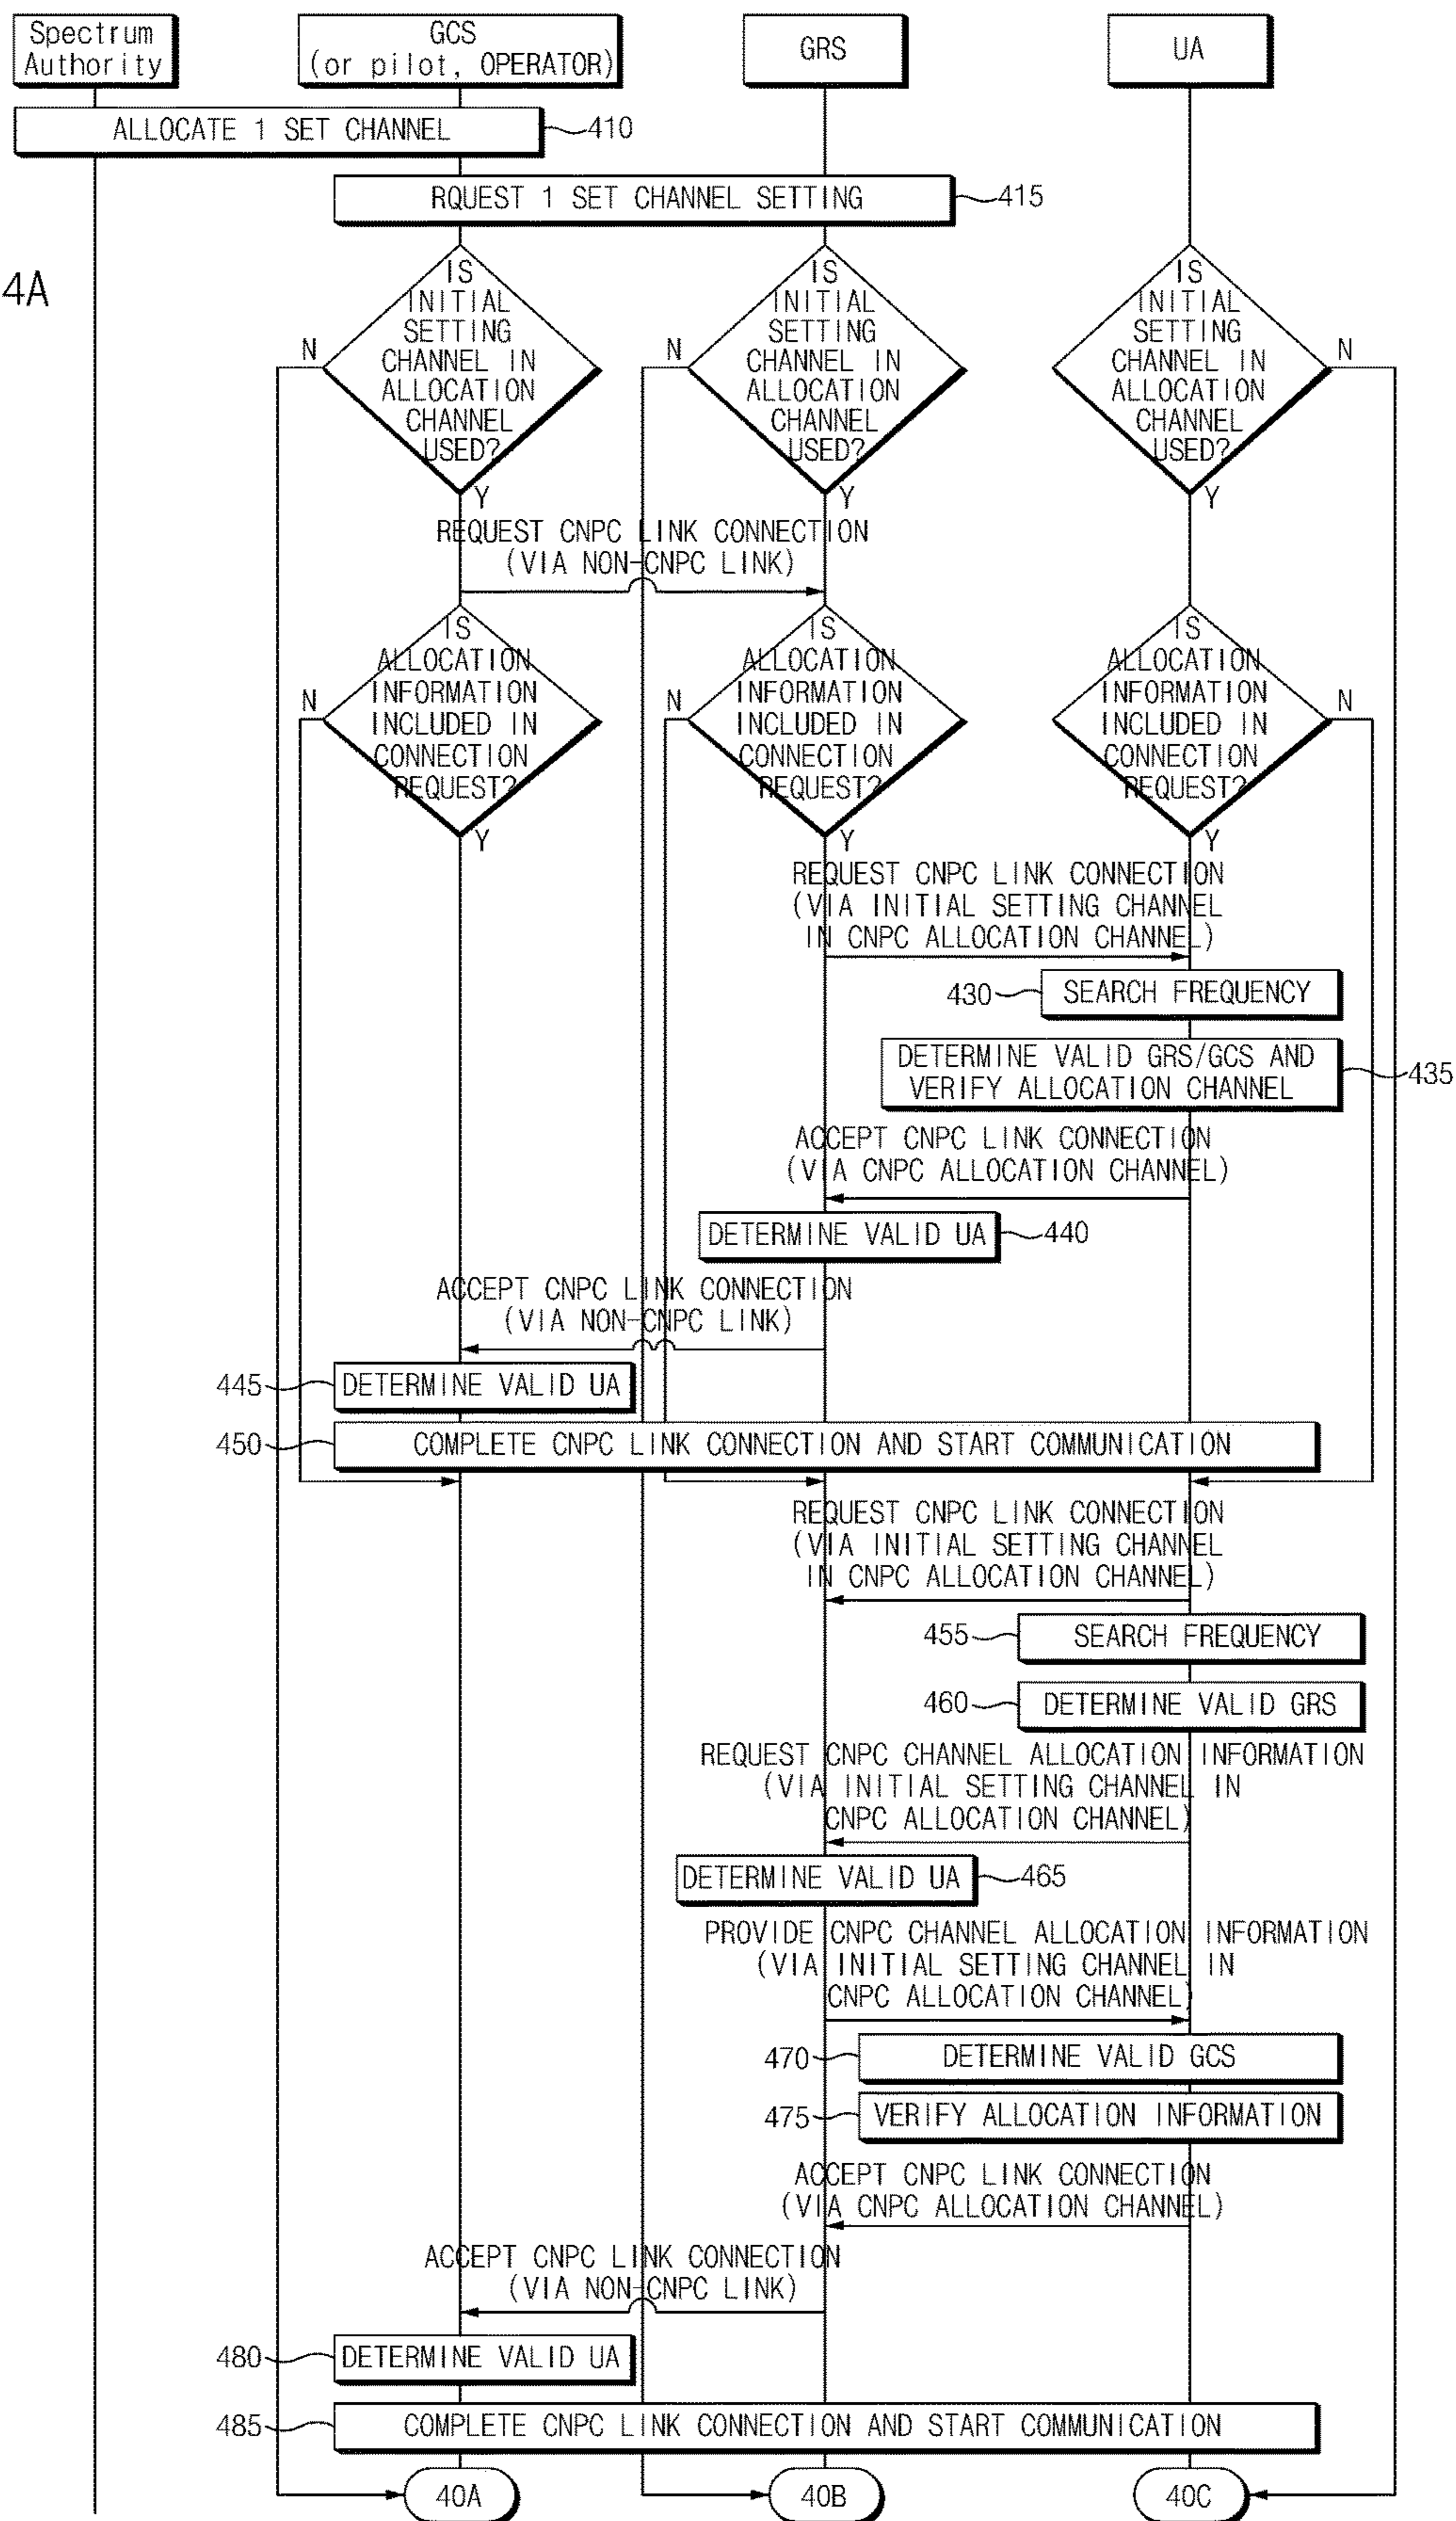 Spectrum
Authority
GCS
(or pilot, OPERATOR)
GRS
UA
ALLOCATE 1 SET CHANNEL
410
RQUEST 1 SET CHANNEL SETTING
415
4A
IS
INITIAL
SETTING
CHANNEL IN
ALLOCATION
CHANNEL
USED?
N
Y
IS
INITIAL
SETTING
CHANNEL IN
ALLOCATION
CHANNEL
USED?
N
Y
IS
INITIAL
SETTING
CHANNEL IN
ALLOCATION
CHANNEL
USED?
N
Y
REQUEST CNPC LINK CONNECTION
(VIA NON-CNPC LINK)
IS
ALLOCATION
INFORMATION
INCLUDED IN
CONNECTION
REQUEST?
N
Y
IS
ALLOCATION
INFORMATION
INCLUDED IN
CONNECTION
REQUEST?
N
Y
IS
ALLOCATION
INFORMATION
INCLUDED IN
CONNECTION
REQUEST?
N
Y
REQUEST CNPC LINK CONNECTION
(VIA INITIAL SETTING CHANNEL
IN CNPC ALLOCATION CHANNEL)
430
SEARCH FREQUENCY
DETERMINE VALID GRS/GCS AND
VERIFY ALLOCATION CHANNEL
435
ACCEPT CNPC LINK CONNECTION
(VIA CNPC ALLOCATION CHANNEL)
DETERMINE VALID UA
440
ACCEPT CNPC LINK CONNECTION
(VIA NON-CNPC LINK)
445
DETERMINE VALID UA
450
COMPLETE CNPC LINK CONNECTION AND START COMMUNICATION
REQUEST CNPC LINK CONNECTION
(VIA INITIAL SETTING CHANNEL
IN CNPC ALLOCATION CHANNEL)
455
SEARCH FREQUENCY
460
DETERMINE VALID GRS
REQUEST CNPC CHANNEL ALLOCATION INFORMATION
(VIA INITIAL SETTING CHANNEL IN
CNPC ALLOCATION CHANNEL)
DETERMINE VALID UA
465
PROVIDE CNPC CHANNEL ALLOCATION INFORMATION
(VIA INITIAL SETTING CHANNEL IN
CNPC ALLOCATION CHANNEL)
470
DETERMINE VALID GCS
475
VERIFY ALLOCATION INFORMATION
ACCEPT CNPC LINK CONNECTION
(VIA CNPC ALLOCATION CHANNEL)
ACCEPT CNPC LINK CONNECTION
(VIA NON-CNPC LINK)
480
DETERMINE VALID UA
485
COMPLETE CNPC LINK CONNECTION AND START COMMUNICATION
40A
40B
40C